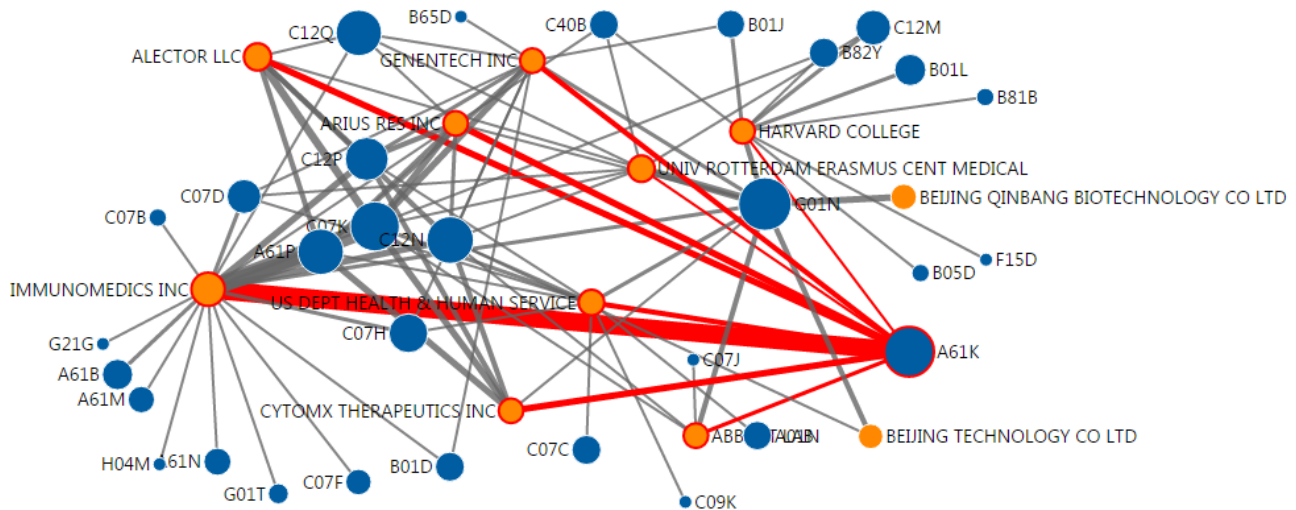 B65D
C40B
B01J
C12M
C12Q
B82Y
ALECTOR LLC
GENENTECH INC
B01L
B81B
ARIUS RES INC
HARVARD COLLEGE
C12P
UNIV ROTTERDAM ERASMUS CENT MEDICAL
C07D
G01N
BEIJING QINBANG BIOTECHNOLOGY CO LTD
C07B
C07K
C12N
A61P
F15D
B05D
IMMUNOMEDICS INC
US DEPT HEALTH & HUMAN SERVICE
C07H
G21G
A61K
C07J
A61B
A61M
CYTOMX THERAPEUTICS INC
BEIJING TECHNOLOGY CO LTD
C07C
H04M
A61N
B01D
C07F
G01T
C09K